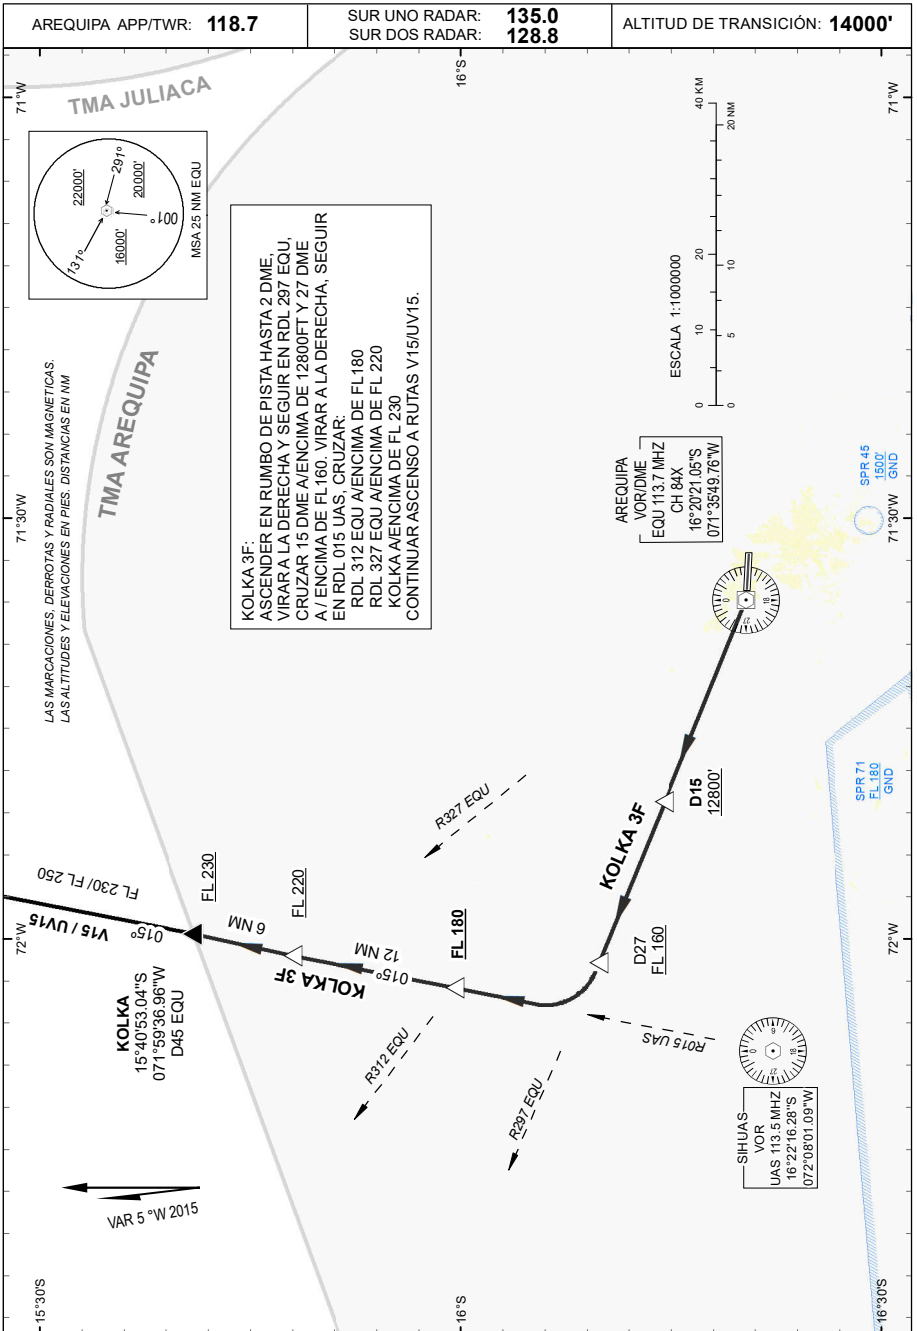 AREQUIPA APP/TWR: 118.7
SUR UNO RADAR: 135.0
SUR DOS RADAR: 128.8
ALTITUD DE TRANSICIÓN: 14000'
71°W
16°S
71°W
TMA JULIACA
22000'
291°
20000'
001°
16000'
131°
MSA 25 NM EQU
40 KM
20 NM
20
10
10
5
0
0
ESCALA 1:1000000
LAS MARCACIONES, DERROTAS Y RADIALES SON MAGNETICAS.
LAS ALTITUDES Y ELEVACIONES EN PIES. DISTANCIAS EN NM
TMA AREQUIPA
KOLKA 3F:
ASCENDER EN RUMBO DE PISTA HASTA 2 DME,
VIRAR A LA DERECHA Y SEGUIR EN RDL 297 EQU,
CRUZAR 15 DME A/ENCIMA DE 12800FT Y 27 DME
A / ENCIMA DE FL160. VIRAR A LA DERECHA, SEGUIR
EN RDL 015 UAS, CRUZAR:
RDL 312 EQU A/ENCIMA DE FL180
RDL 327 EQU A/ENCIMA DE FL 220
KOLKA A/ENCIMA DE FL 230
CONTINUAR ASCENSO A RUTAS V15/UV15.
AREQUIPA
VOR/DME
EQU 113.7 MHZ
CH 84X
16°20'21.05"S
071°35'49.76"W
SPR 45
1500'
GND
71°30'W
71°30'W
0
18
27
SPR 71
FL 180
GND
D15
12800'
KOLKA 3F
R327 EQU
FL 230/ FL 250
V15 / UV15
015°
FL 230
6 NM
FL 220
12 NM
015°
KOLKA 3F
FL 180
D27
FL 160
72°W
72°W
KOLKA
15°40'53.04"S
071°59'36.96"W
D45 EQU
R312 EQU
R297 EQU
R015 UAS
0
9
18
27
SIHUAS
VOR
UAS 113.5 MHZ
16°22'16.28"S
072°08'01.09"W
VAR 5 °W 2015
15°30'S
16°S
16°30'S